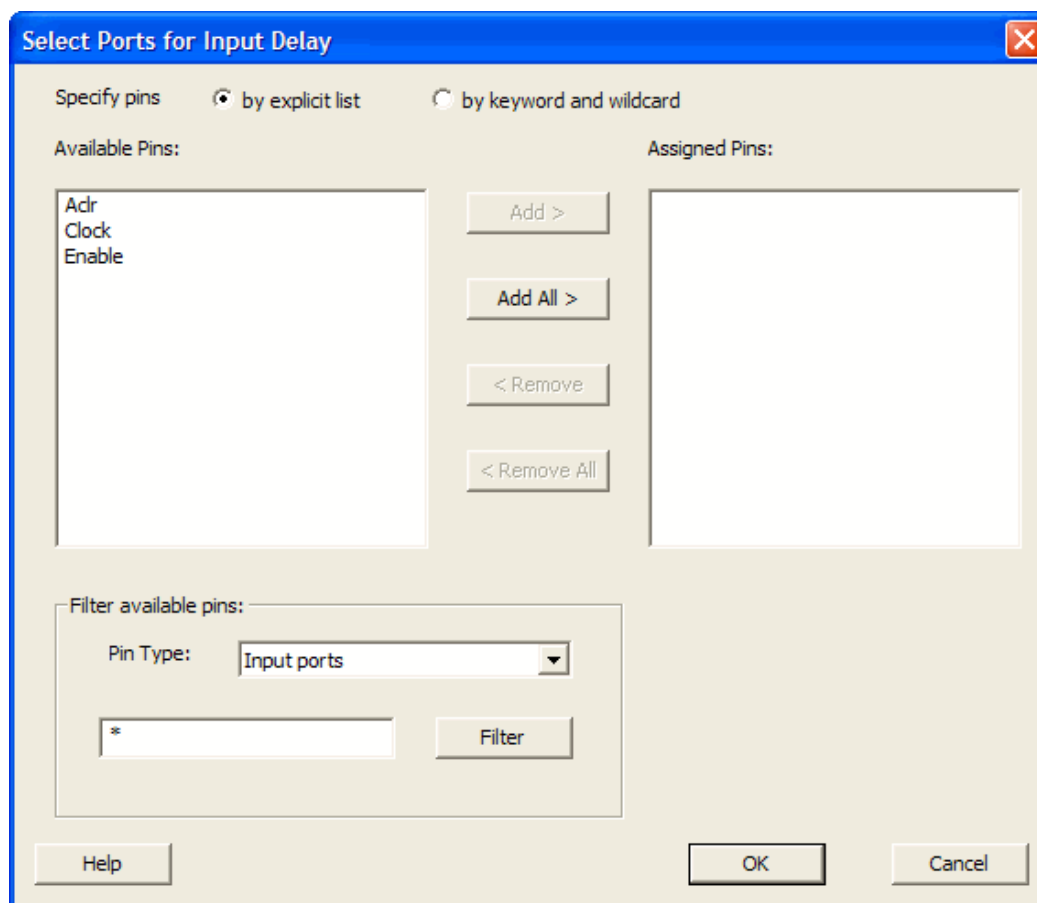 Select Ports for Input Delay
Specify pins by explicit list by keyword and wildcard
Available Pins: Assigned Pins:
Aclr
Clock
Enable
Add >
Add All >
< Remove
< Remove All
Filter available pins:
Pin Type: Input ports
* Filter
Help OK Cancel